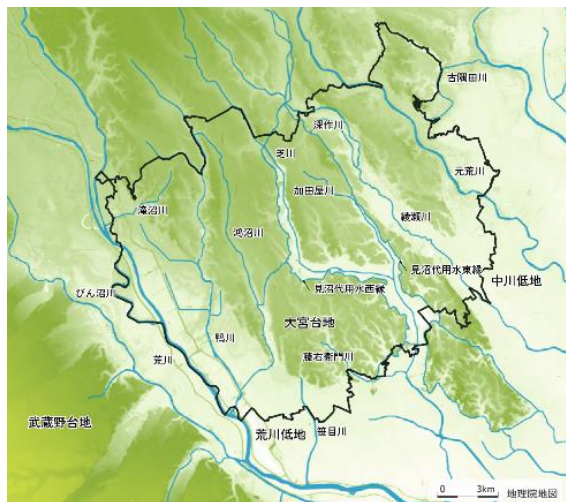 古隅田川
深作川
芝川
元荒川
加田屋川
滝沼川
綾瀬川
鴻沼川
見沼代用水東縁
中川低地
見沼代用水西縁
びん沼川
大宮台地
鴨川
荒川
藤右衛門川
武蔵野台地
荒川低地
笹目川
0 3km
地理院地図